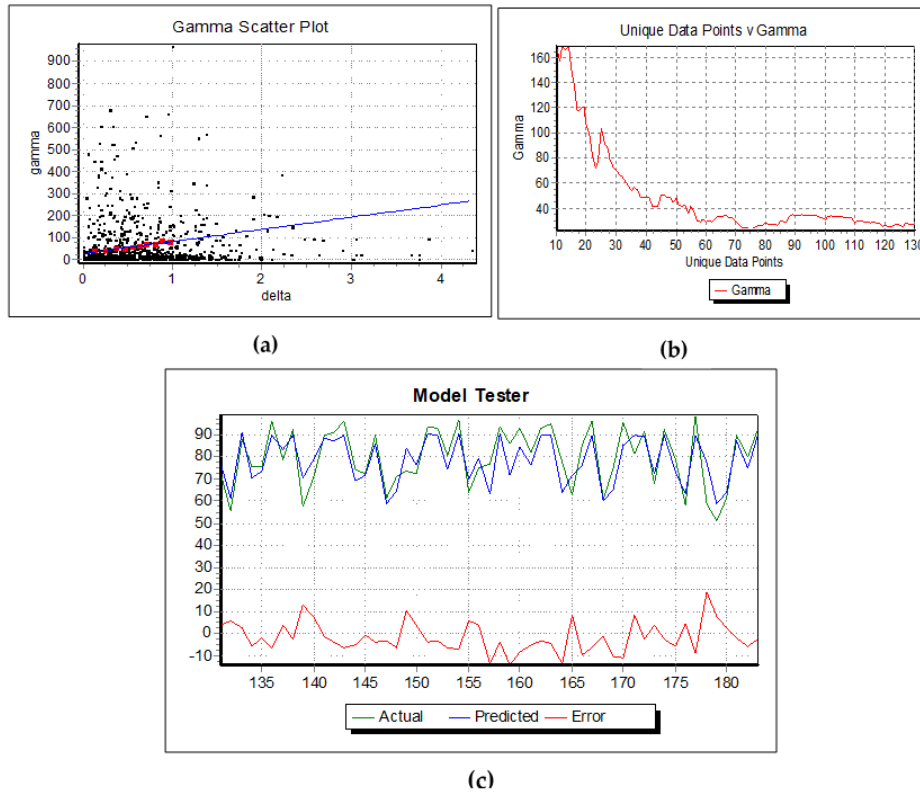 Gamma Scatter Plot
gamma
900
800
700
600
500
400
300
200
100
0
0 1 2 3 4
delta
(a)
Unique Data Points v Gamma
Gamma
160
140
120
100
80
60
40
10 20 30 40 50 60 70 80 90 100 110 120 130
Unique Data Points
Gamma
(b)
Model Tester
90
80
70
60
50
40
30
20
10
0
-10
135 140 145 150 155 160 165 170 175 180
Actual Predicted Error
(c)